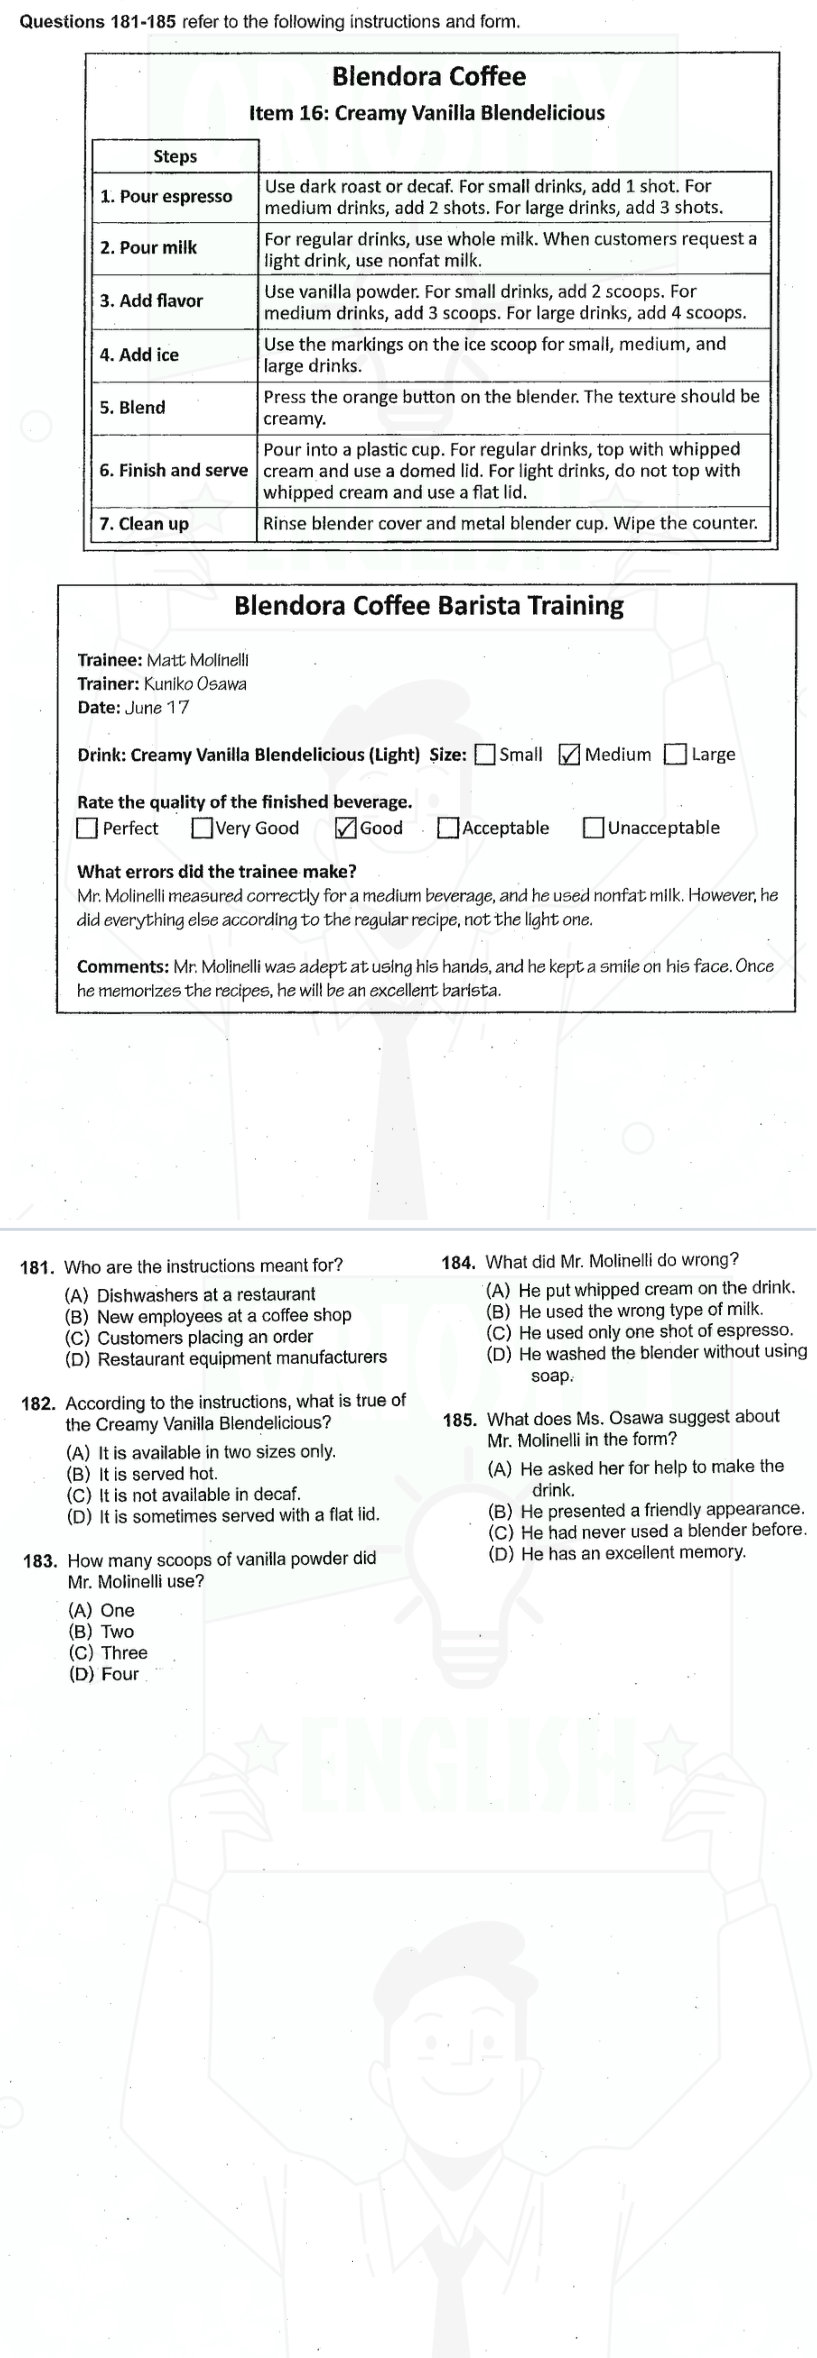 Questions 181-185 refer to the following instructions and form.
Blendora Coffee
Item 16: Creamy Vanilla Blendelicious
Steps
1. Pour espresso
Use dark roast or decaf. For small drinks, add 1 shot. For
medium drinks, add 2 shots. For large drinks, add 3 shots.
2. Pour milk
For regular drinks, use whole milk. When customers request a
light drink, use nonfat milk.
3. Add flavor
Use vanilla powder. For small drinks, add 2 scoops. For
medium drinks, add 3 scoops. For large drinks, add 4 scoops.
4. Add ice
Use the markings on the ice scoop for small, medium, and
large drinks.
5. Blend
Press the orange button on the blender. The texture should be
creamy.
6. Finish and serve
Pour into a plastic cup. For regular drinks, top with whipped
cream and use a domed lid. For light drinks, do not top with
whipped cream and use a flat lid.
7. Clean up
Rinse blender cover and metal blender cup. Wipe the counter.
Blendora Coffee Barista Training
Trainee: Matt Molinelli
Trainer: Kuniko Osawa
Date: June 17
Drink: Creamy Vanilla Blendelicious (Light) Size: Small Medium Large
Rate the quality of the finished beverage.
Perfect Very Good Good Acceptable Unacceptable
What errors did the trainee make?
Mr. Molinelli measured correctly for a medium beverage, and he used nonfat milk. However, he
did everything else according to the regular recipe, not the light one.
Comments: Mr. Molinelli was adept at using his hands, and he kept a smile on his face. Once
he memorizes the recipes, he will be an excellent barista.
181. Who are the instructions meant for?
(A) Dishwashers at a restaurant
(B) New employees at a coffee shop
(C) Customers placing an order
(D) Restaurant equipment manufacturers
182. According to the instructions, what is true of
the Creamy Vanilla Blendelicious?
(A) It is available in two sizes only.
(B) It is served hot.
(C) It is not available in decaf.
(D) It is sometimes served with a flat lid.
183. How many scoops of vanilla powder did
Mr. Molinelli use?
(A) One
(B) Two
(C) Three
(D) Four
184. What did Mr. Molinelli do wrong?
(A) He put whipped cream on the drink.
(B) He used the wrong type of milk.
(C) He used only one shot of espresso.
(D) He washed the blender without using
soap.
185. What does Ms. Osawa suggest about
Mr. Molinelli in the form?
(A) He asked her for help to make the
drink.
(B) He presented a friendly appearance.
(C) He had never used a blender before.
(D) He has an excellent memory.
ENGLISH